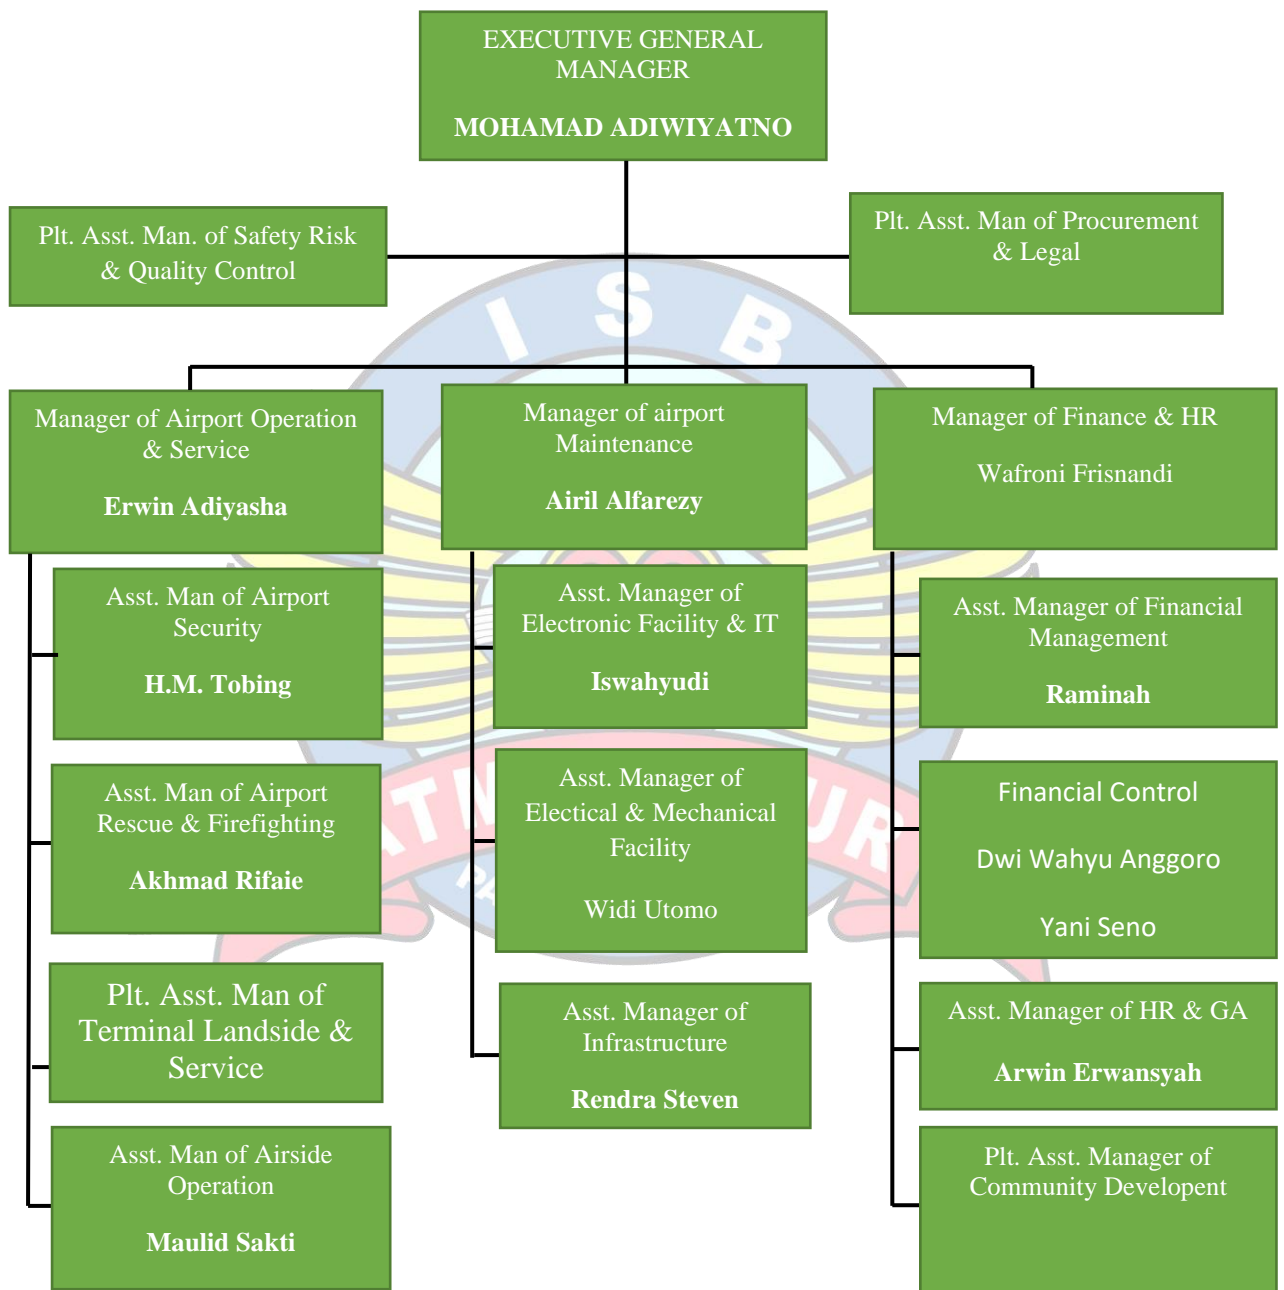 EXECUTIVE GENERAL
MANAGER
MOHAMAD ADIWIYATNO
Plt. Asst. Man. of Safety Risk
& Quality Control
Plt. Asst. Man of Procurement
& Legal
I S B
Manager of Airport Operation
& Service
Erwin Adiyasha
Manager of airport
Maintenance
Airil Alfarezy
Manager of Finance & HR
Wafroni Frisnandi
Asst. Man of Airport
Security
H.M. Tobing
Asst. Manager of
Electronic Facility & IT
Iswahyudi
Asst. Manager of Financial
Management
Raminah
Asst. Man of Airport
Rescue & Firefighting
Akhmad Rifaie
Asst. Manager of
Electical & Mechanical
Facility
Widi Utomo
Financial Control
Dwi Wahyu Anggoro
Yani Seno
Plt. Asst. Man of
Terminal Landside &
Service
Asst. Manager of
Infrastructure
Rendra Steven
Asst. Manager of HR & GA
Arwin Erwansyah
Asst. Man of Airside
Operation
Maulid Sakti
Plt. Asst. Manager of
Community Developent